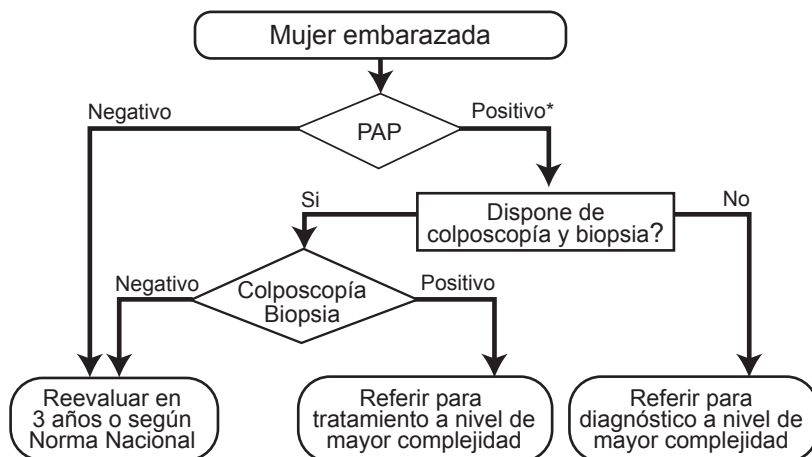 Mujer embarazada
Negativo
Positivo*
PAP
Si
No
Dispone de
colposcopía y biopsia?
Negativo
Positivo
Colposcopía
Biopsia
Reevaluar en
3 años o según
Norma Nacional
Referir para
tratamiento a nivel de
mayor complejidad
Referir para
diagnóstico a nivel de
mayor complejidad